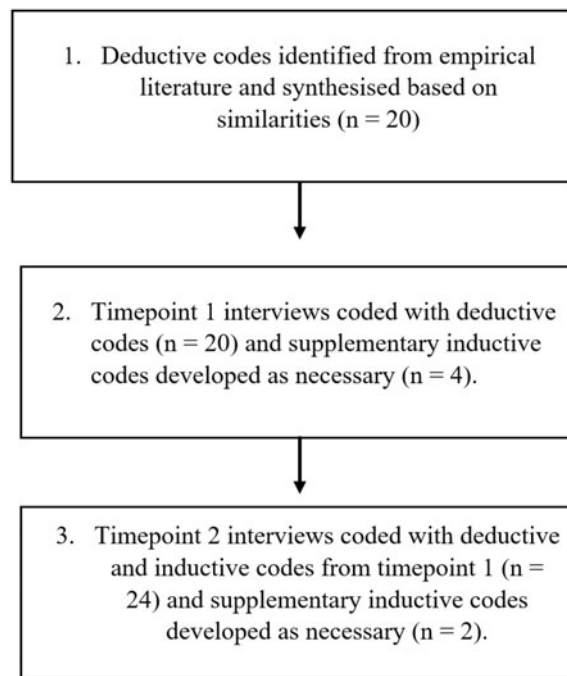 1. Deductive codes identified from empirical
literature and synthesised based on
similarities (n = 20)
2. Timepoint 1 interviews coded with deductive
codes (n = 20) and supplementary inductive
codes developed as necessary (n = 4).
3. Timepoint 2 interviews coded with deductive
and inductive codes from timepoint 1 (n =
24) and supplementary inductive codes
developed as necessary (n = 2).